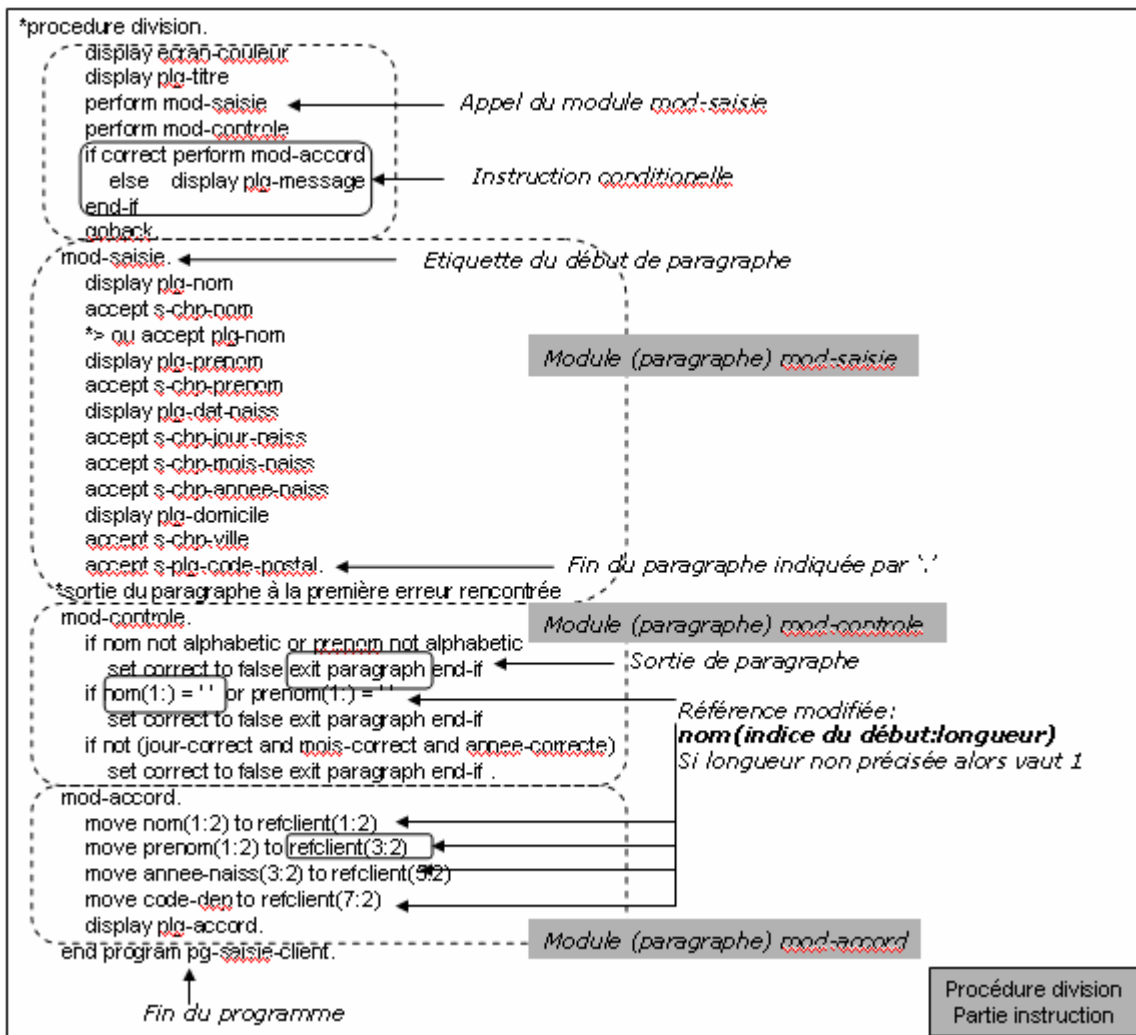 *procedure division.
display ecran-couleur
display plg-titre
perform mod-saisie
Appel du module mod-saisie
perform mod-controle
if correct perform mod-accord
else display plg-message
Instruction conditionelle
end-if
goback.
mod-saisie.
Etiquette du début de paragraphe
display plg-nom
accept s-chp-nom
*> ou accept plg-nom
display plg-prenom
Module (paragraphe) mod-saisie
accept s-chp-prenom
display plg-dat-naiss
accept s-chp-jour-naiss
accept s-chp-mois-naiss
accept s-chp-annee-naiss
display plg-domicile
accept s-chp-ville
accept s-plg-code-postal.
Fin du paragraphe indiquée par '.'
*sortie du paragraphe à la première erreur rencontrée
mod-controle.
Module (paragraphe) mod-controle
if nom not alphabetic or prenom not alphabetic
set correct to false exit paragraph end-if
Sortie de paragraphe
if nom(1:) = ' ' or prenom(1:) = ' '
set correct to false exit paragraph end-if
if not (jour-correct and mois-correct and annee-correcte)
set correct to false exit paragraph end-if .
Référence modifiée:
nom(indice du début:longueur)
Si longueur non précisée alors vaut 1
mod-accord.
move nom(1:2) to refclient(1:2)
move prenom(1:2) to refclient(3:2)
move annee-naiss(3:2) to refclient(5:2)
move code-dep to refclient(7:2)
display plg-accord.
Module (paragraphe) mod-accord
end program pg-saisie-client.
Fin du programme
Procédure division
Partie instruction